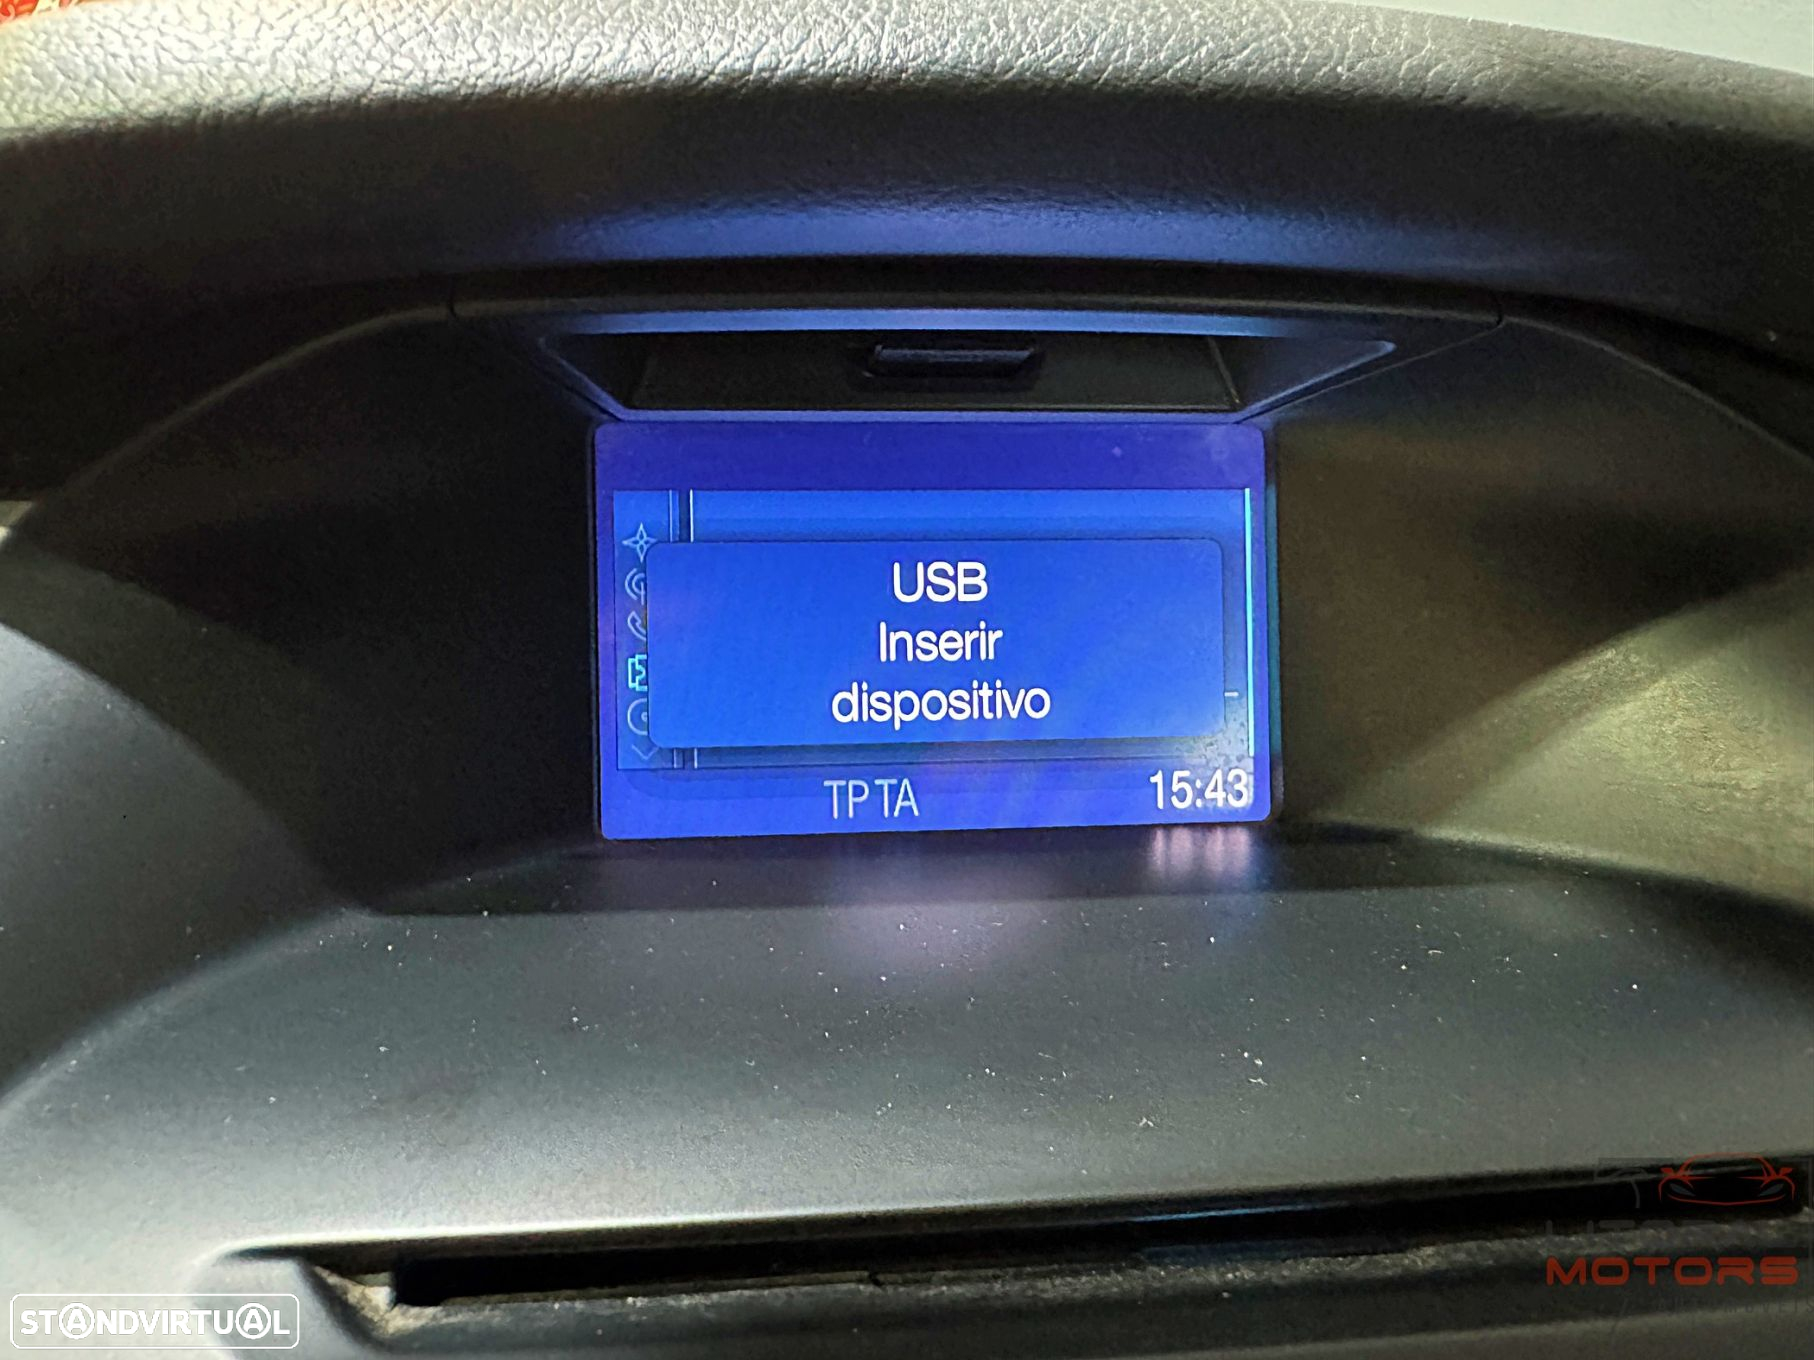 USB
Inserir
dispositivo
TP TA
15:43
STANDVIRTUAL
MOTORS